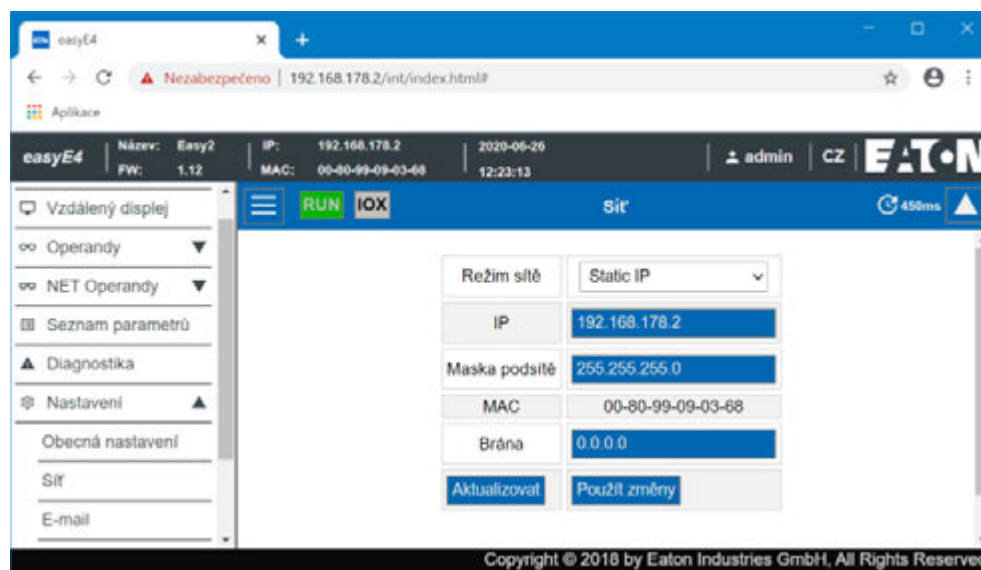 easyE4
Nezabezpečeno | 192.168.178.2/int/index.html#
Aplikace
easyE4 | Název: Easy2 | IP: 192.168.178.2 | 2020-06-26 | admin | CZ | EATON
FW: 1.12 MAC: 00-80-99-09-03-68 12:23:13
Vzdálený displej
RUN IOX Síť 450ms
Operandy
NET Operandy
Seznam parametrů
Diagnostika
Nastavení
Obecná nastavení
Síť
E-mail
Režim sítě Static IP
IP 192.168.178.2
Maska podsítě 255.255.255.0
MAC 00-80-99-09-03-68
Brána 0.0.0.0
Aktualizovat Použít změny
Copyright © 2018 by Eaton Industries GmbH, All Rights Reserved